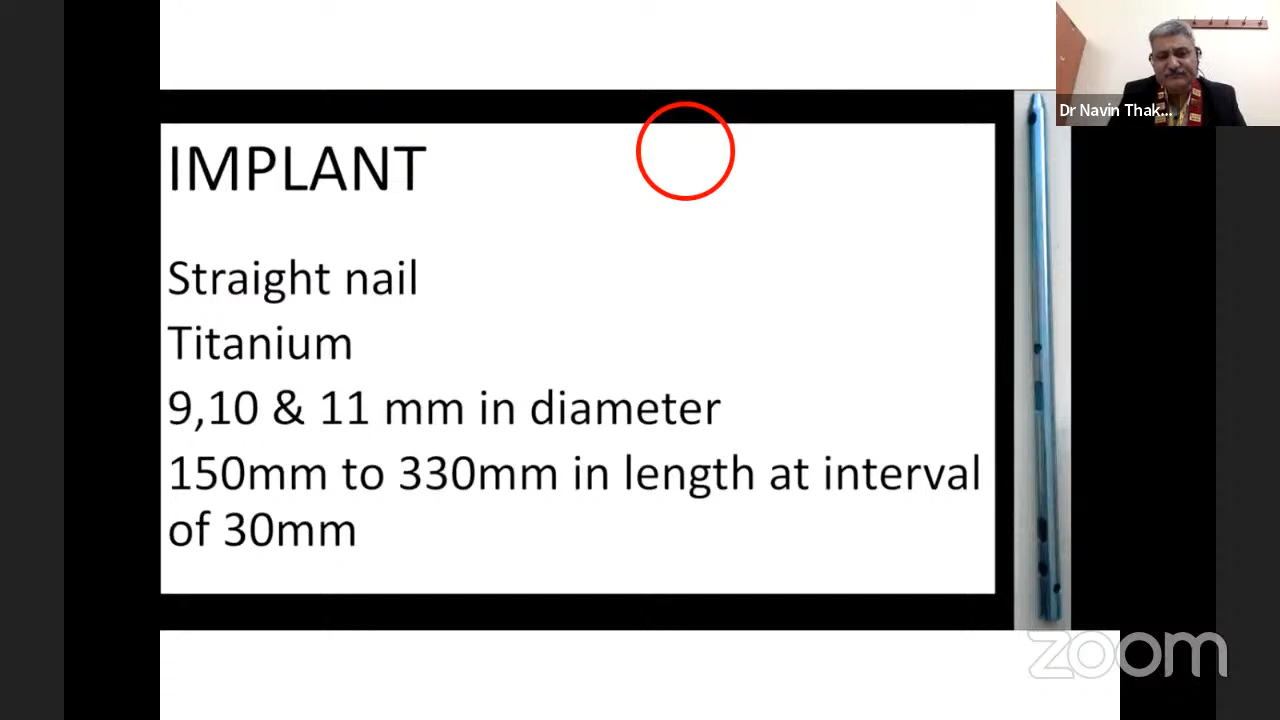 Dr Navin Thak...
IMPLANT
Straight nail
Titanium
9,10 & 11 mm in diameter
150mm to 330mm in length at interval
of 30mm
zoom